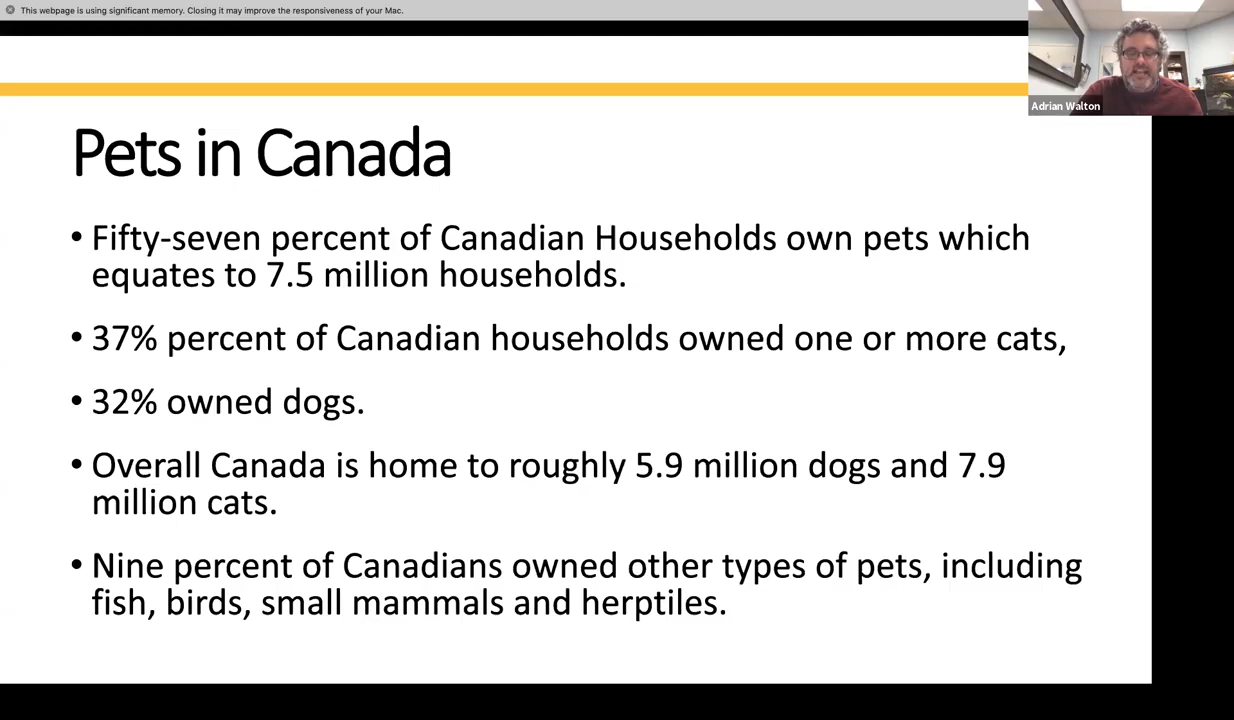 This webpage is using significant memory. Closing it may improve the responsiveness of your Mac.
Adrian Walton
Pets in Canada
• Fifty-seven percent of Canadian Households own pets which
equates to 7.5 million households.
• 37% percent of Canadian households owned one or more cats,
• 32% owned dogs.
• Overall Canada is home to roughly 5.9 million dogs and 7.9
million cats.
• Nine percent of Canadians owned other types of pets, including
fish, birds, small mammals and herptiles.